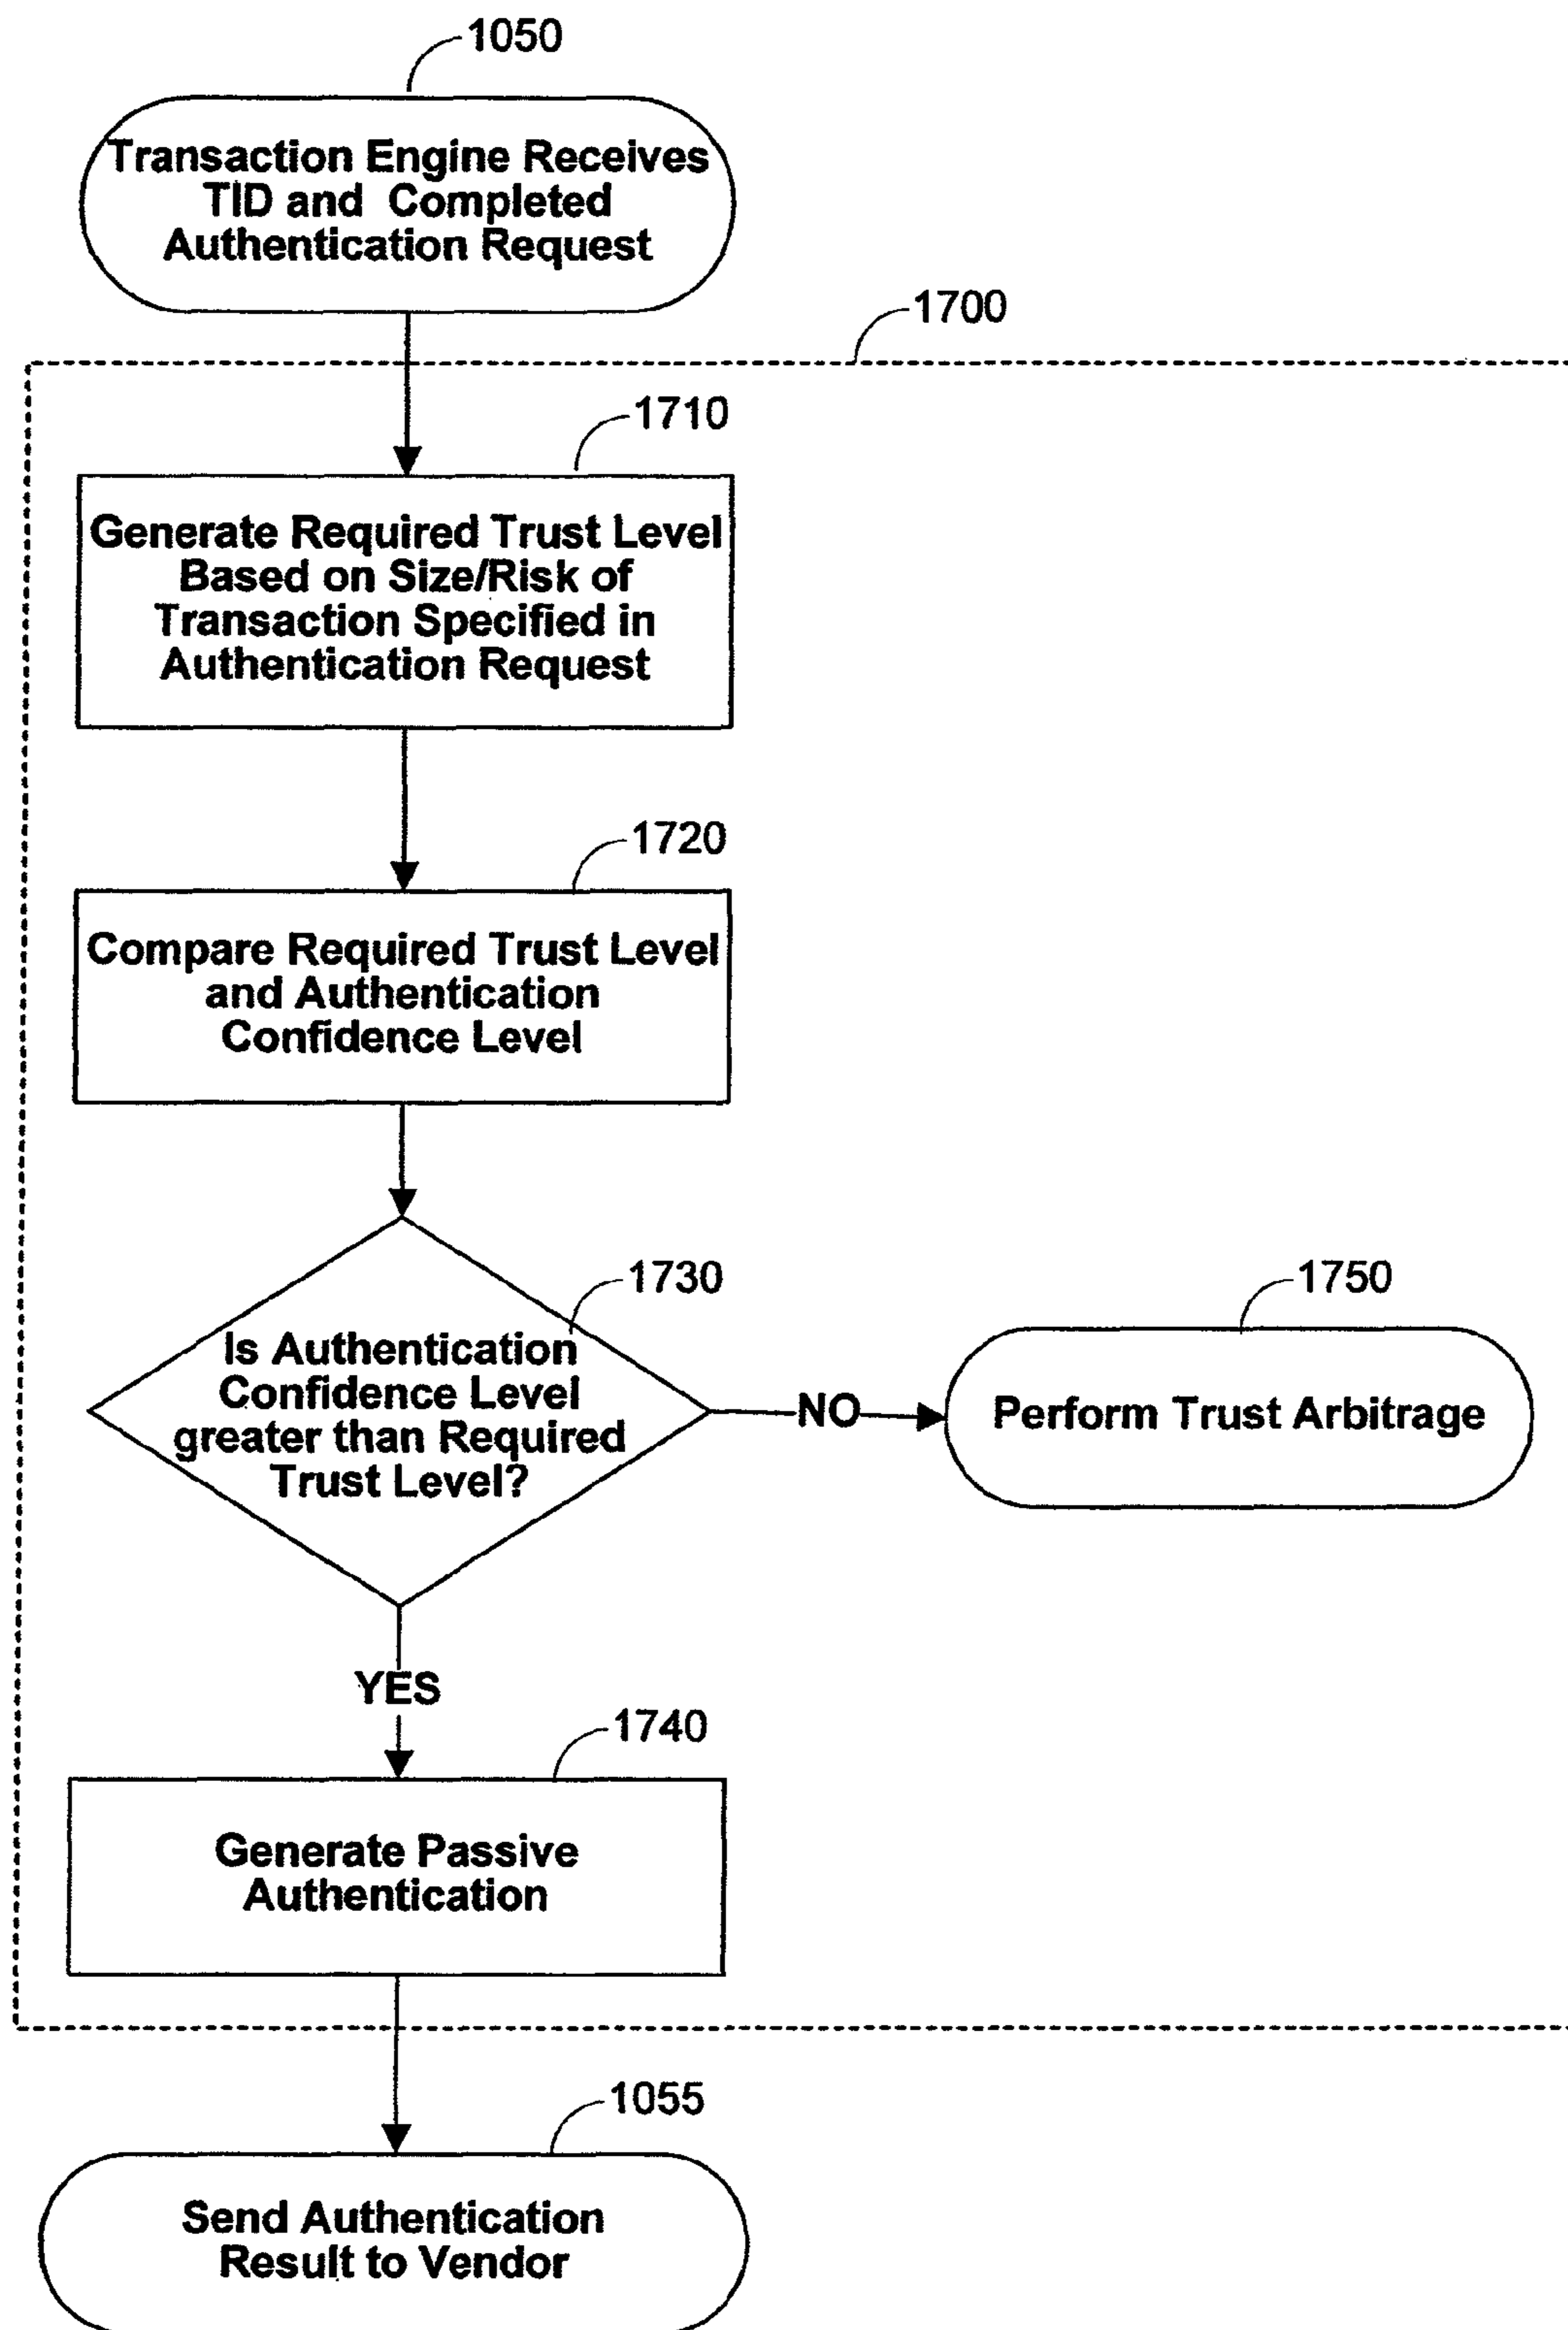 1050
Transaction Engine Receives
TID and Completed
Authentication Request
1700
1710
Generate Required Trust Level
Based on Size/Risk of
Transaction Specified in
Authentication Request
1720
Compare Required Trust Level
and Authentication
Confidence Level
1730
Is Authentication
Confidence Level
greater than Required
Trust Level?
NO
1750
Perform Trust Arbitrage
YES
1740
Generate Passive
Authentication
1055
Send Authentication
Result to Vendor